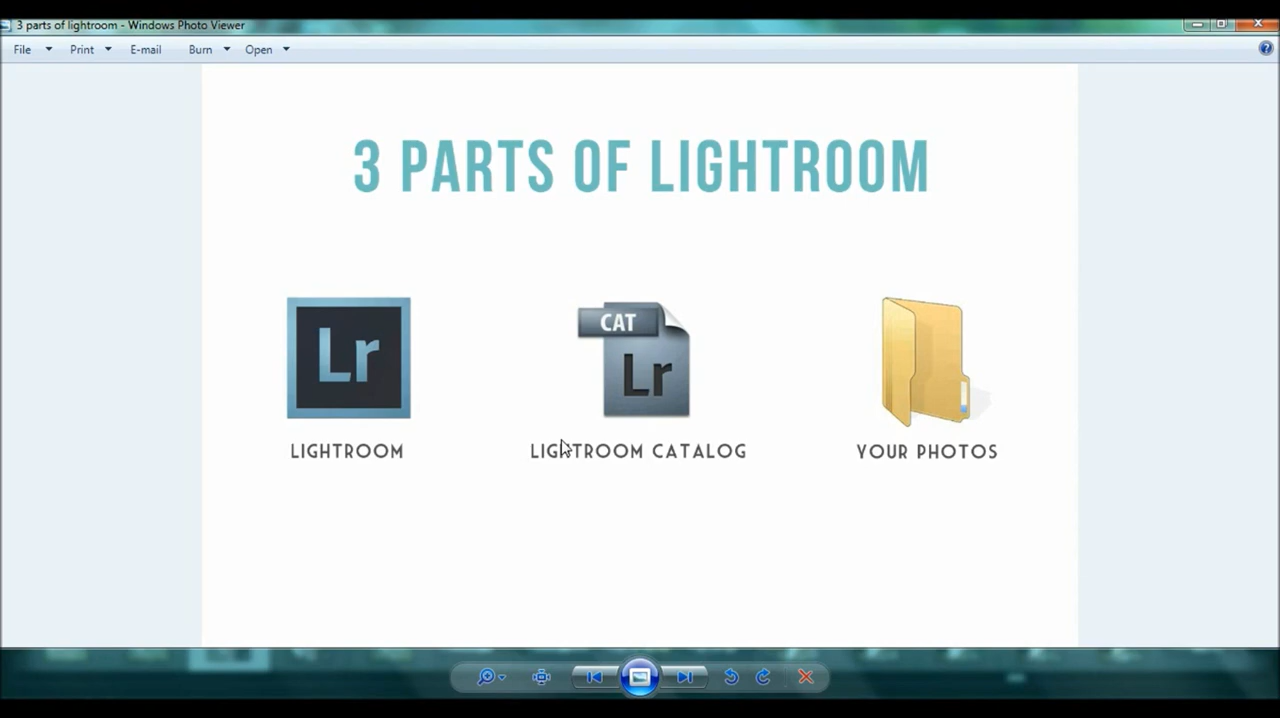 3 parts of lightroom - Windows Photo Viewer
File Print E-mail Burn Open
3 PARTS OF LIGHTROOM
Lr
CAT
Lr
LIGHTROOM LIGHTROOM CATALOG YOUR PHOTOS